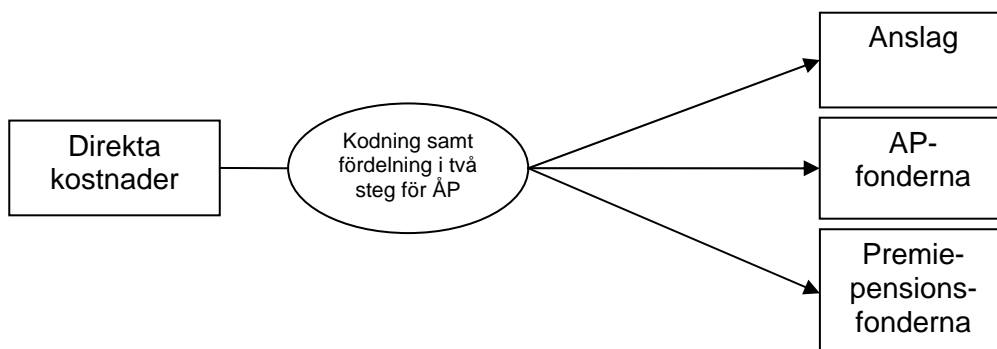 Direkta
kostnader
Kodning samt
fördelning i två
steg för ÅP
Anslag
AP-
fonderna
Premie-
pensions-
fonderna